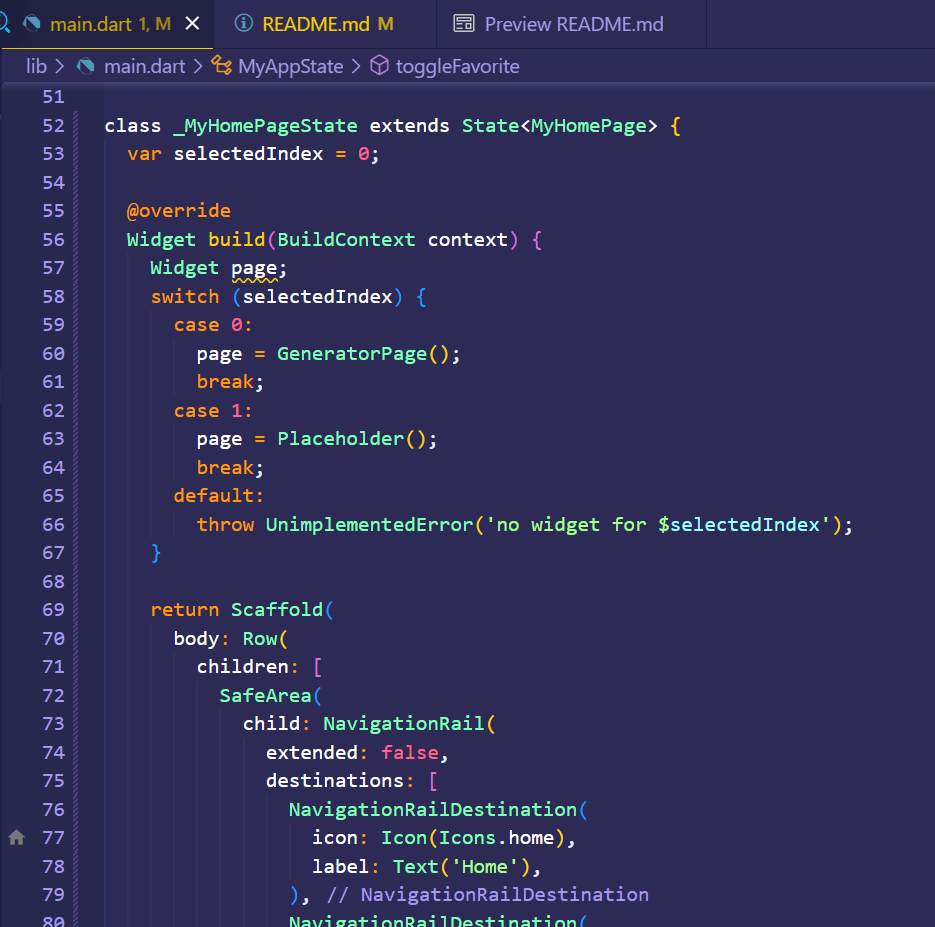 main.dart 1, M README.md M Preview README.md
lib > main.dart > MyAppState > toggleFavorite
51
52 class _MyHomePageState extends State<MyHomePage> {
53 var selectedIndex = 0;
54
55 @override
56 Widget build(BuildContext context) {
57 Widget page;
58 switch (selectedIndex) {
59 case 0:
60 page = GeneratorPage();
61 break;
62 case 1:
63 page = Placeholder();
64 break;
65 default:
66 throw UnimplementedError('no widget for $selectedIndex');
67 }
68
69 return Scaffold(
70 body: Row(
71 children: [
72 SafeArea(
73 child: NavigationRail(
74 extended: false,
75 destinations: [
76 NavigationRailDestination(
77 icon: Icon(Icons.home),
78 label: Text('Home'),
79 ), // NavigationRailDestination
80 NavigationRailDestination(